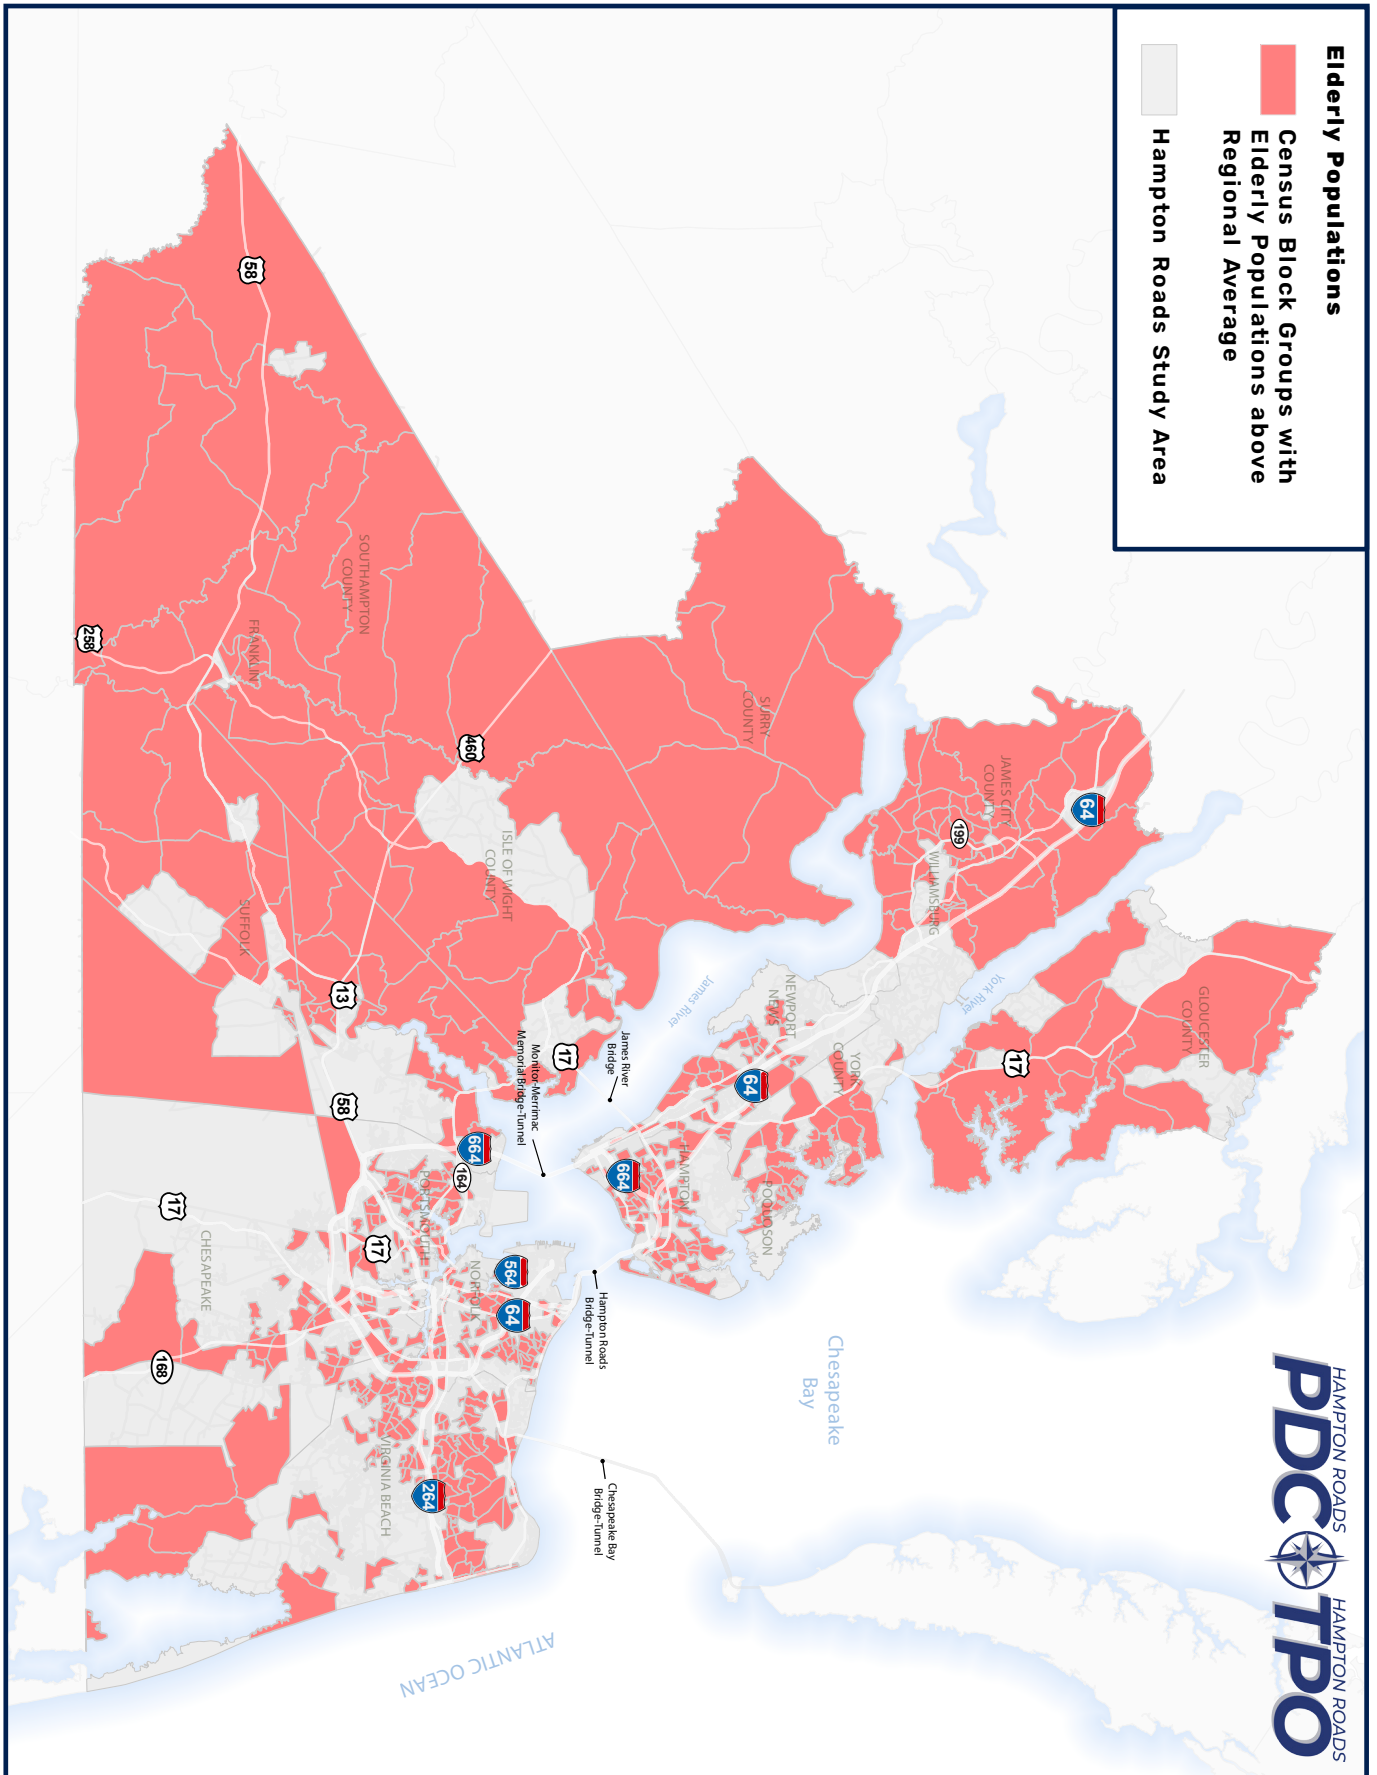 Elderly Populations
Census Block Groups with
Elderly Populations above
Regional Average
Hampton Roads Study Area
HAMPTON ROADS
PDC
HAMPTON ROADS
TPO
GLOUCESTER
COUNTY
JAMES CITY
COUNTY
64
199
WILLIAMSBURG
York River
17
SURRY
COUNTY
NEWPORT
NEWS
YORK
COUNTY
64
James River
POQUOSON
HAMPTON
664
Chesapeake
Bay
James River
Bridge
Monitor-Merrimac
Memorial Bridge-Tunnel
Hampton Roads
Bridge-Tunnel
Chesapeake Bay
Bridge-Tunnel
17
ISLE OF WIGHT
COUNTY
460
SOUTHAMPTON
COUNTY
58
FRANKLIN
258
SUFFOLK
13
58
664
164
PORTSMOUTH
17
564
64
NORFOLK
264
VIRGINIA BEACH
17
CHESAPEAKE
168
ATLANTIC OCEAN